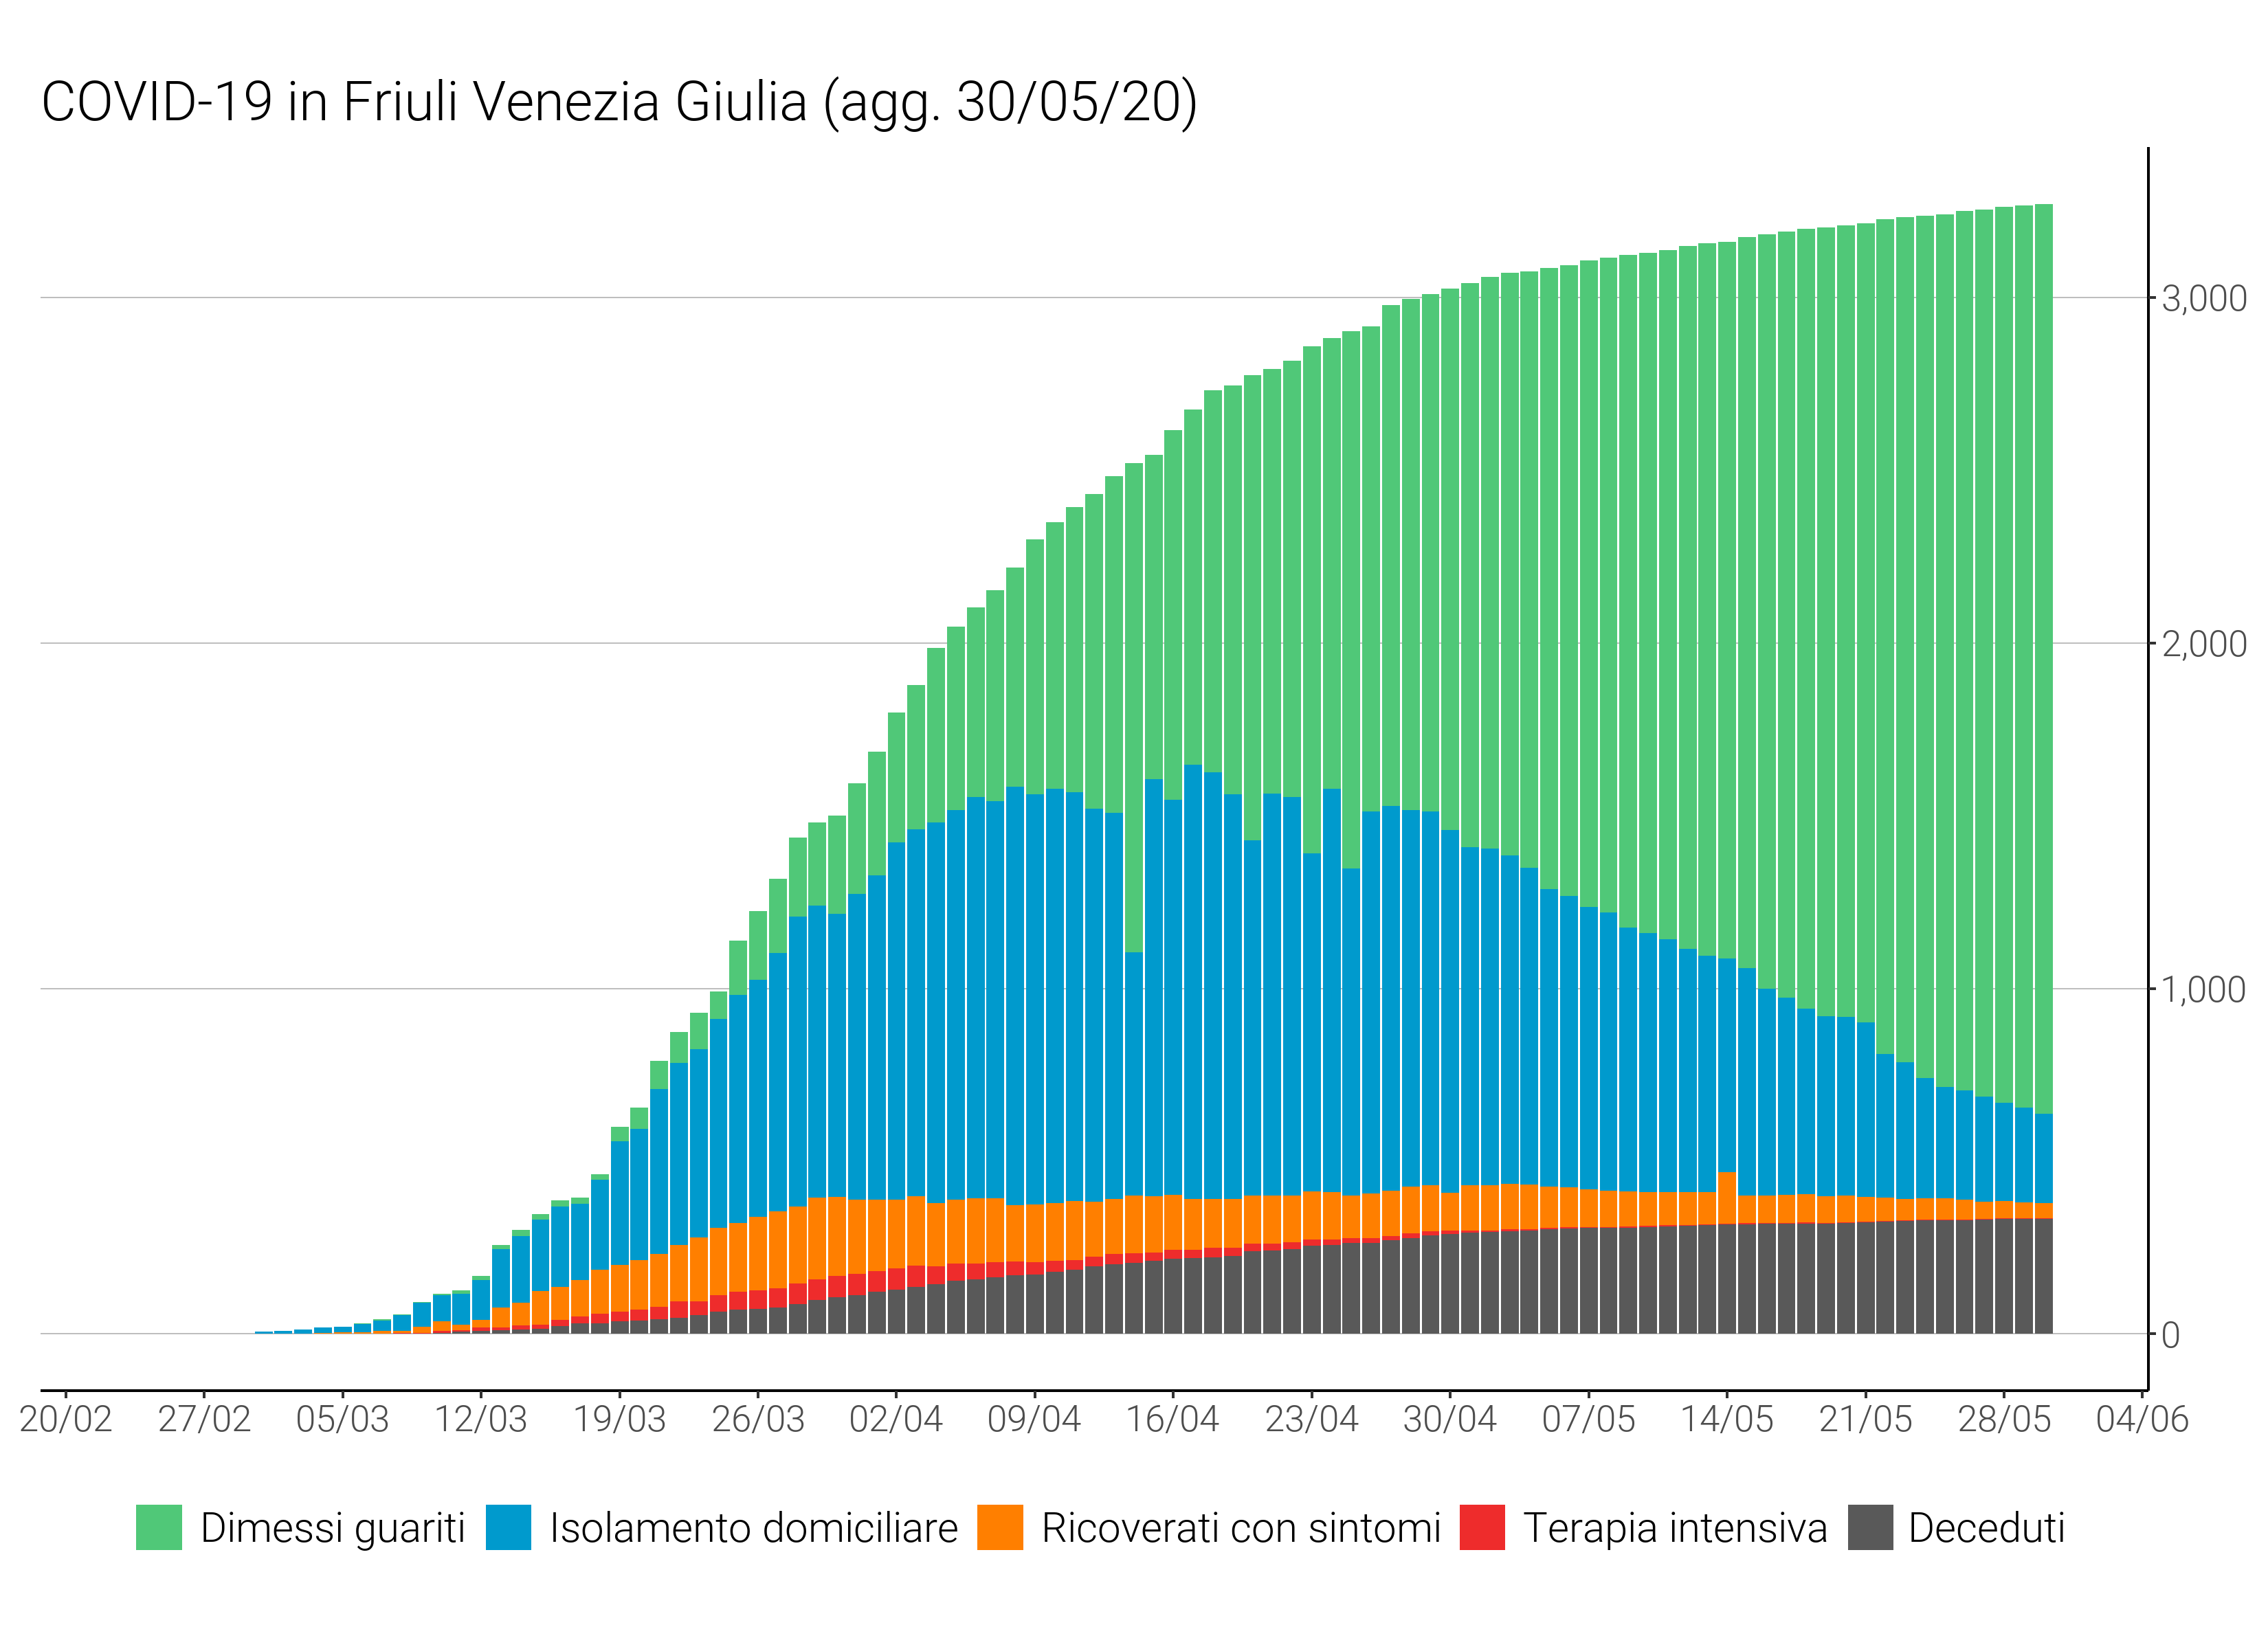 COVID-19 in Friuli Venezia Giulia (agg. 30/05/20)
3,000
2,000
1,000
0
20/02 27/02 05/03 12/03 19/03 26/03 02/04 09/04 16/04 23/04 30/04 07/05 14/05 21/05 28/05 04/06
Dimessi guariti Isolamento domiciliare Ricoverati con sintomi Terapia intensiva Deceduti